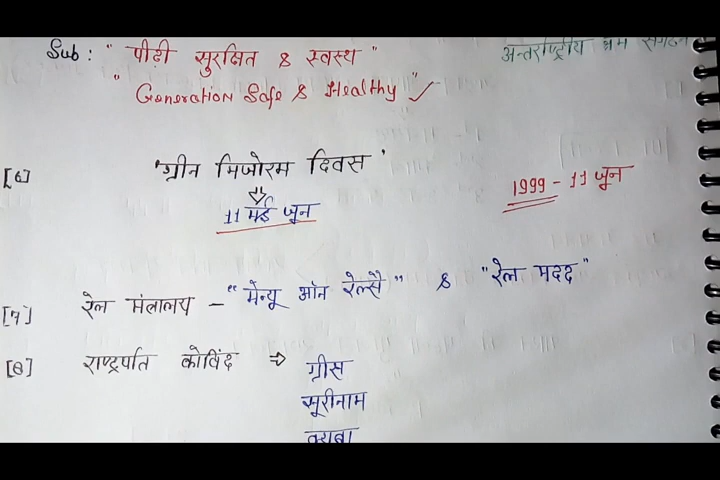 Sub : " पीढ़ी सुरक्षित & स्वस्थ " अन्तर्राष्ट्रीय श्रम संगठन
" Generation Safe & Healthy "
[6] 'ग्रीन मिजोरम दिवस'
11 मई जून 1999 - 11 जून
[7] रेल मंत्रालय - "मेन्यू ऑन रेल्सै" & "रेल मदद"
[8] राष्ट्रपति कोविंद ⇒ ग्रीस
सूरीनाम
क्यूबा